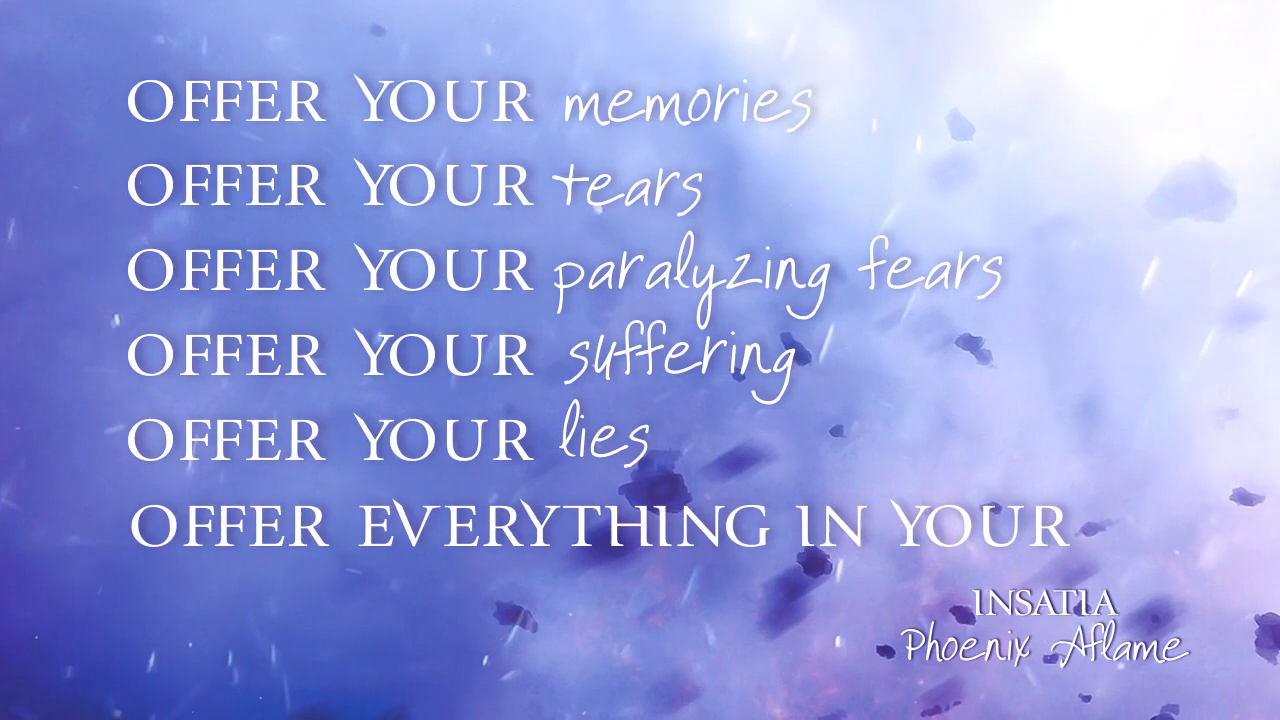 OFFER YOUR memories
OFFER YOUR tears
OFFER YOUR paralyzing fears
OFFER YOUR suffering
OFFER YOUR lies
OFFER EVERYTHING IN YOUR
INSATIA
Phoenix Aflame